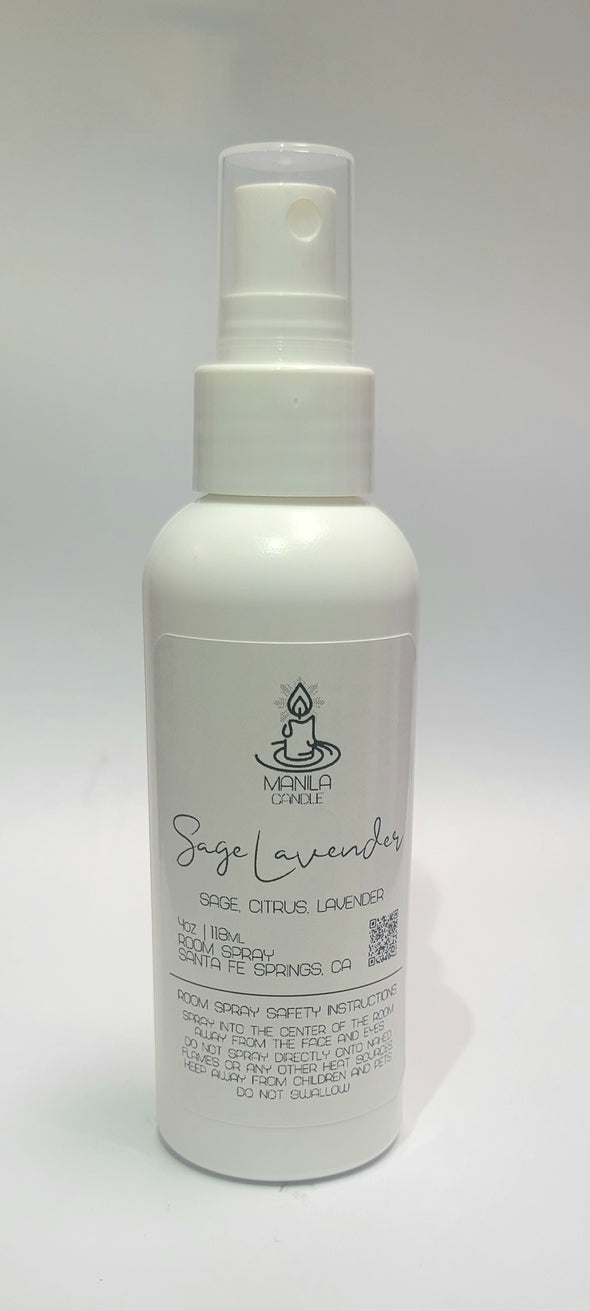 MANILA
CANDLE
Sage Lavender
SAGE, CITRUS, LAVENDER
4OZ | 118ML
ROOM SPRAY
SANTA FE SPRINGS, CA
ROOM SPRAY SAFETY INSTRUCTIONS
SPRAY INTO THE CENTER OF THE ROOM
AWAY FROM THE FACE AND EYES
DO NOT SPRAY DIRECTLY ONTO NAKED
FLAMES OR ANY OTHER HEAT SOURCES
KEEP AWAY FROM CHILDREN AND PETS
DO NOT SWALLOW